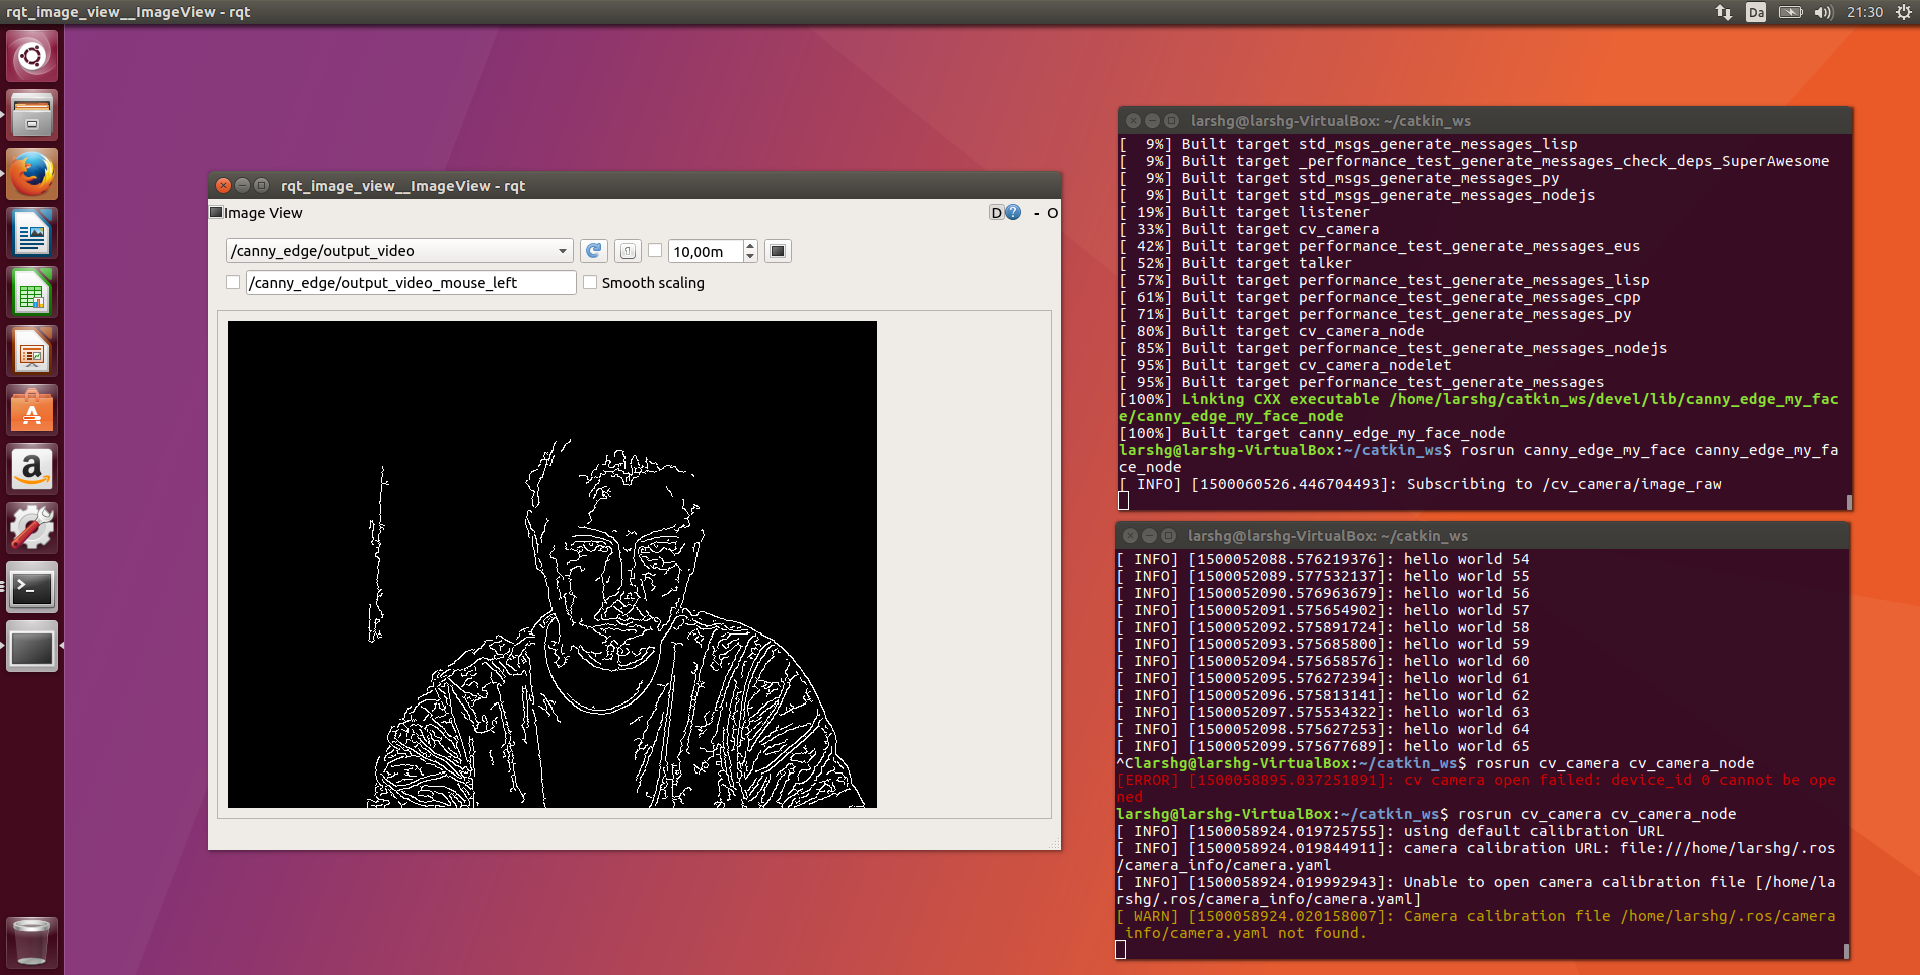 rqt_image_view__ImageView - rqt
Da
21:30
rqt_image_view__ImageView - rqt
Image View
D ? - O
/canny_edge/output_video
10,00m
/canny_edge/output_video_mouse_left
Smooth scaling
larshg@larshg-VirtualBox: ~/catkin_ws
[  9%] Built target std_msgs_generate_messages_lisp
[  9%] Built target _performance_test_generate_messages_check_deps_SuperAwesome
[  9%] Built target std_msgs_generate_messages_py
[  9%] Built target std_msgs_generate_messages_nodejs
[ 19%] Built target listener
[ 33%] Built target cv_camera
[ 42%] Built target performance_test_generate_messages_eus
[ 52%] Built target talker
[ 57%] Built target performance_test_generate_messages_lisp
[ 61%] Built target performance_test_generate_messages_cpp
[ 71%] Built target performance_test_generate_messages_py
[ 80%] Built target cv_camera_node
[ 85%] Built target performance_test_generate_messages_nodejs
[ 95%] Built target cv_camera_nodelet
[ 95%] Built target performance_test_generate_messages
[100%] Linking CXX executable /home/larshg/catkin_ws/devel/lib/canny_edge_my_fac
e/canny_edge_my_face_node
[100%] Built target canny_edge_my_face_node
larshg@larshg-VirtualBox:~/catkin_ws$ rosrun canny_edge_my_face canny_edge_my_fa
ce_node
[ INFO] [1500060526.446704493]: Subscribing to /cv_camera/image_raw
larshg@larshg-VirtualBox: ~/catkin_ws
[ INFO] [1500052088.576219376]: hello world 54
[ INFO] [1500052089.577532137]: hello world 55
[ INFO] [1500052090.576963679]: hello world 56
[ INFO] [1500052091.575654902]: hello world 57
[ INFO] [1500052092.575891724]: hello world 58
[ INFO] [1500052093.575685800]: hello world 59
[ INFO] [1500052094.575658576]: hello world 60
[ INFO] [1500052095.576272394]: hello world 61
[ INFO] [1500052096.575813141]: hello world 62
[ INFO] [1500052097.575534322]: hello world 63
[ INFO] [1500052098.575627253]: hello world 64
[ INFO] [1500052099.575677689]: hello world 65
^Clarshg@larshg-VirtualBox:~/catkin_ws$ rosrun cv_camera cv_camera_node
[ERROR] [1500058895.037251891]: cv camera open failed: device_id 0 cannot be ope
ned
larshg@larshg-VirtualBox:~/catkin_ws$ rosrun cv_camera cv_camera_node
[ INFO] [1500058924.019725755]: using default calibration URL
[ INFO] [1500058924.019844911]: camera calibration URL: file:///home/larshg/.ros
/camera_info/camera.yaml
[ INFO] [1500058924.019992943]: Unable to open camera calibration file [/home/la
rshg/.ros/camera_info/camera.yaml]
[ WARN] [1500058924.020158007]: Camera calibration file /home/larshg/.ros/camera
_info/camera.yaml not found.